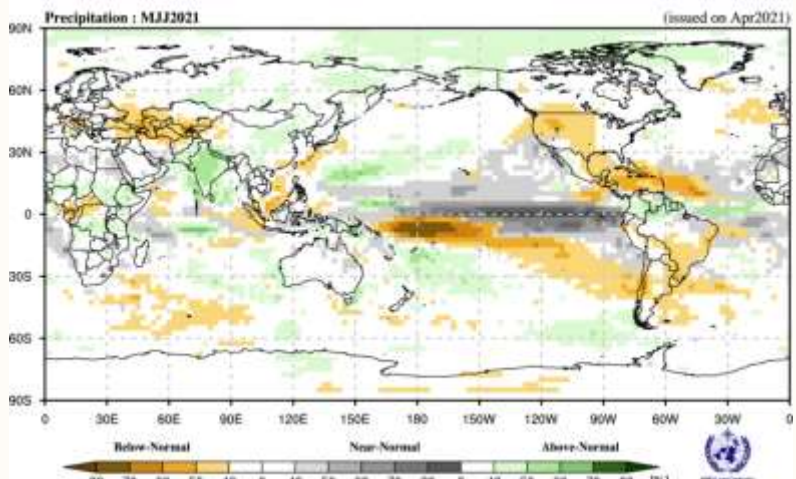 Precipitation : MJJ2021 (issued on Apr2021)
90N
60N
30N
0
30S
60S
90S
0 30E 60E 90E 120E 150E 180 150W 120W 90W 60W 30W 0
Below-Normal Near-Normal Above-Normal